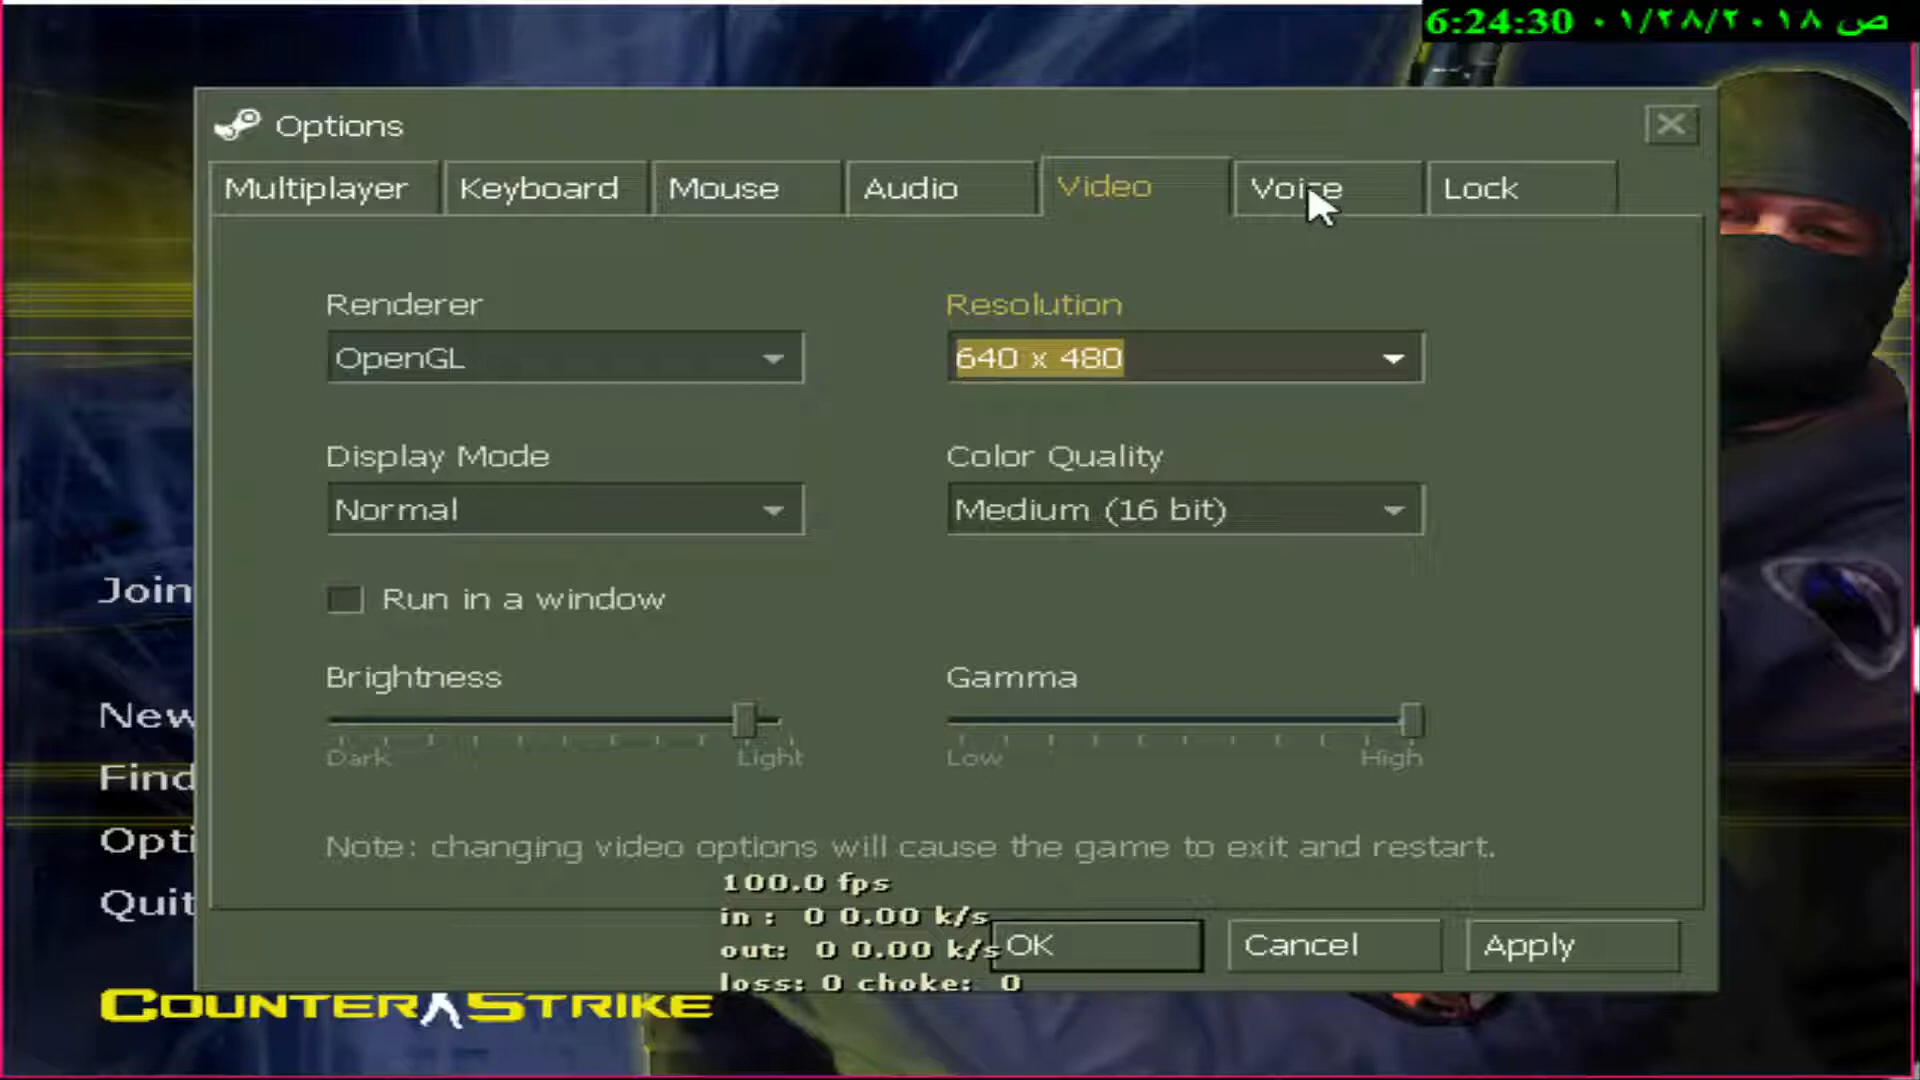 6:24:30 ص ٠١/٢٨/٢٠١٨
Options
Multiplayer
Keyboard
Mouse
Audio
Video
Voice
Lock
Renderer
Resolution
OpenGL
640 x 480
Display Mode
Color Quality
Normal
Medium (16 bit)
Run in a window
Join
Brightness
Gamma
New
Dark
Light
Low
High
Find
Opti
Note: changing video options will cause the game to exit and restart.
100.0 fps
Quit
in : 0 0.00 k/s
out: 0 0.00 k/s
OK
Cancel
Apply
loss: 0 choke: 0
COUNTER STRIKE